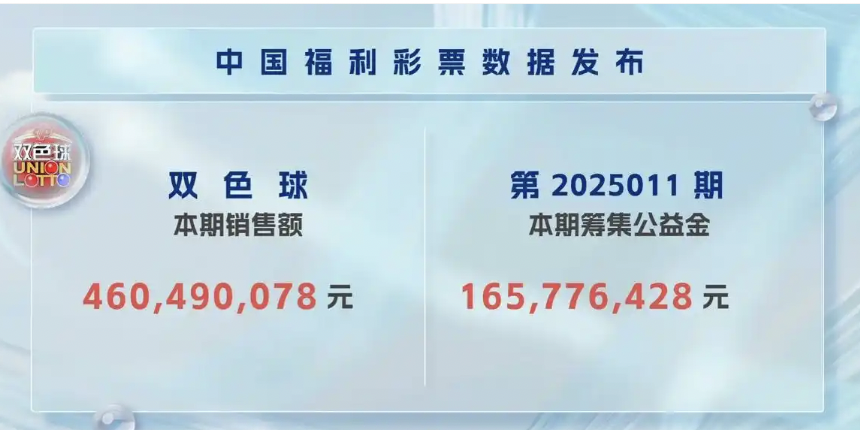 中国福利彩票数据发布
双色球
UNION
LOTTO
双色球
本期销售额
460,490,078 元
第 2025011 期
本期筹集公益金
165,776,428 元